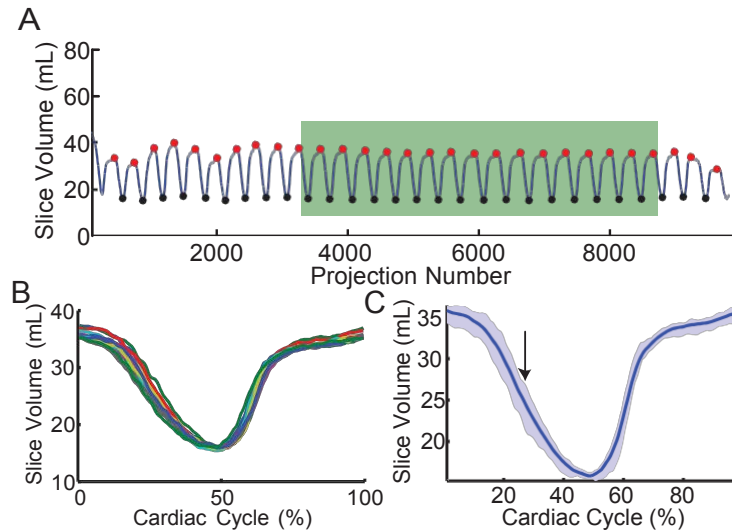 A
Slice Volume (mL)
80
60
40
20
0
2000 4000 6000 8000
Projection Number
B
Slice Volume (mL)
40
30
20
10
0 50 100
Cardiac Cycle (%)
C
Slice Volume (mL)
35
30
25
20
20 40 60 80
Cardiac Cycle (%)